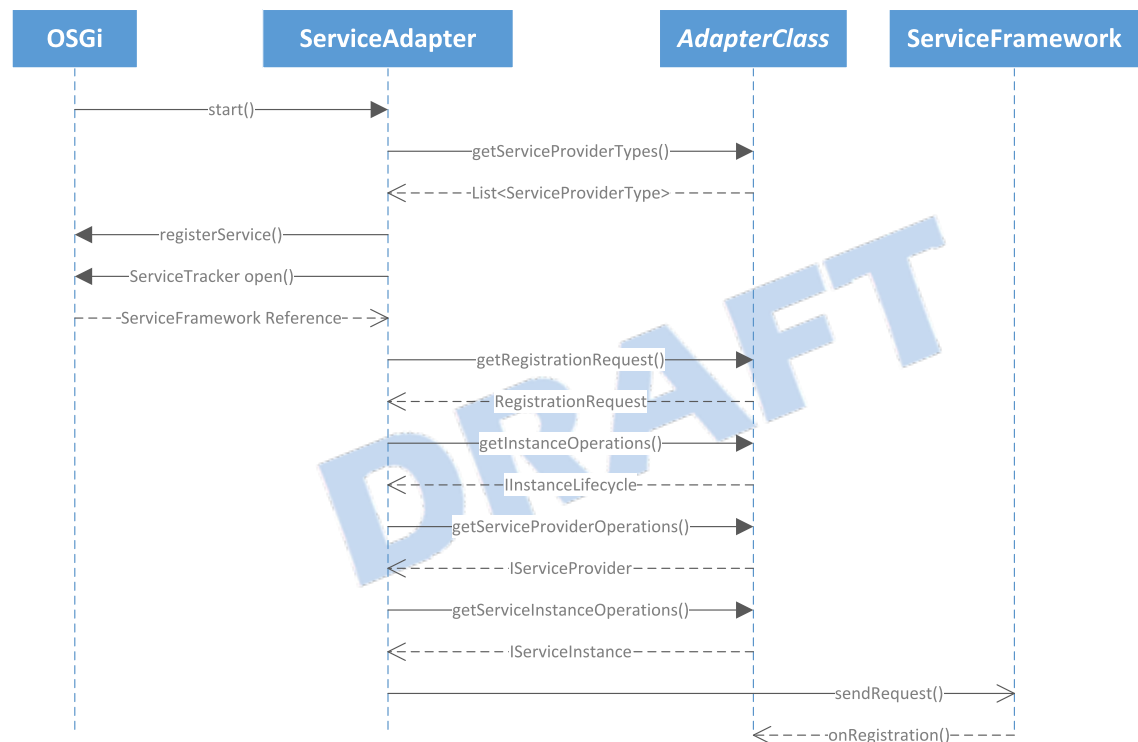 OSGi
ServiceAdapter
AdapterClass
ServiceFramework
start()
getServiceProviderTypes()
List<ServiceProviderType>
registerService()
ServiceTracker open()
ServiceFramework Reference
getRegistrationRequest()
RegistrationRequest
getInstanceOperations()
IInstanceLifecycle
getServiceProviderOperations()
IServiceProvider
getServiceInstanceOperations()
IServiceInstance
sendRequest()
onRegistration()
DRAFT